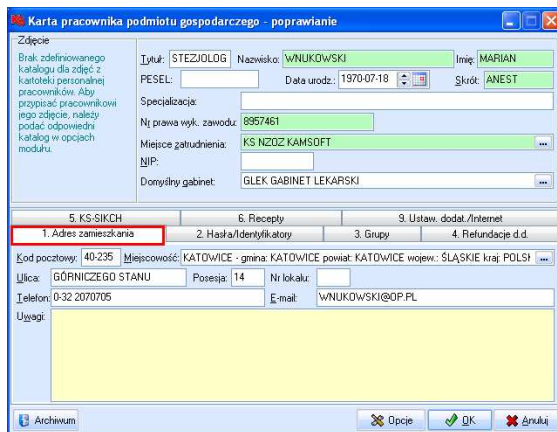 Karta pracownika podmiotu gospodarczego - poprawianie
Zdjęcie
Brak zdefiniowanego
katalogu dla zdjęć z
kartoteki personalnej
pracowników. Aby
przypisać pracownikowi
jego zdjęcie, należy
podać odpowiedni
katalog w opcjach
modułu.
Tytuł: STEZJOLOG Nazwisko: WNUKOWSKI Imię: MARIAN
PESEL: Data urodz.: 1970-07-18 Skrót: ANEST
Specjalizacja:
Nr prawa wyk. zawodu: 8957461
Miejsce zatrudnienia: KS NZOZ KAMSOFT ...
NIP:
Domyślny gabinet: GLEK GABINET LEKARSKI ...
5. KS-SIKCH 6. Recepty 9. Ustaw. dodat./Internet
1. Adres zamieszkania 2. Hasła/Identyfikatory 3. Grupy 4. Refundacje d.d.
Kod pocztowy: 40-235 Miejscowość: KATOWICE - gmina: KATOWICE powiat: KATOWICE wojew.: ŚLĄSKIE kraj: POLSK ...
Ulica: GÓRNICZEGO STANU Posesja: 14 Nr lokalu:
Telefon: 0-32 2070705 E-mail: WNUKOWSKI@OP.PL
Uwagi:
Archiwum Opcje OK Anuluj